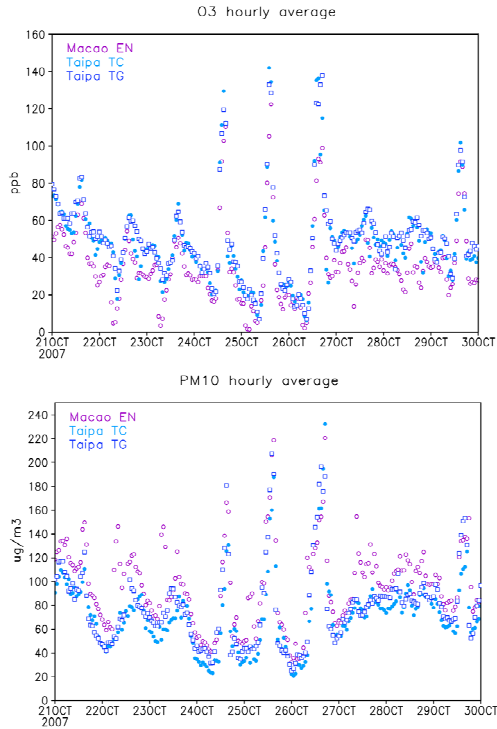 O3 hourly average
160
140
120
100
80
60
40
20
0
ppb
Macao EN
Taipa TC
Taipa TG
21OCT 22OCT 23OCT 24OCT 25OCT 26OCT 27OCT 28OCT 29OCT 30OCT
2007
PM10 hourly average
240
220
200
180
160
140
120
100
80
60
40
20
0
ug/m3
Macao EN
Taipa TC
Taipa TG
21OCT 22OCT 23OCT 24OCT 25OCT 26OCT 27OCT 28OCT 29OCT 30OCT
2007